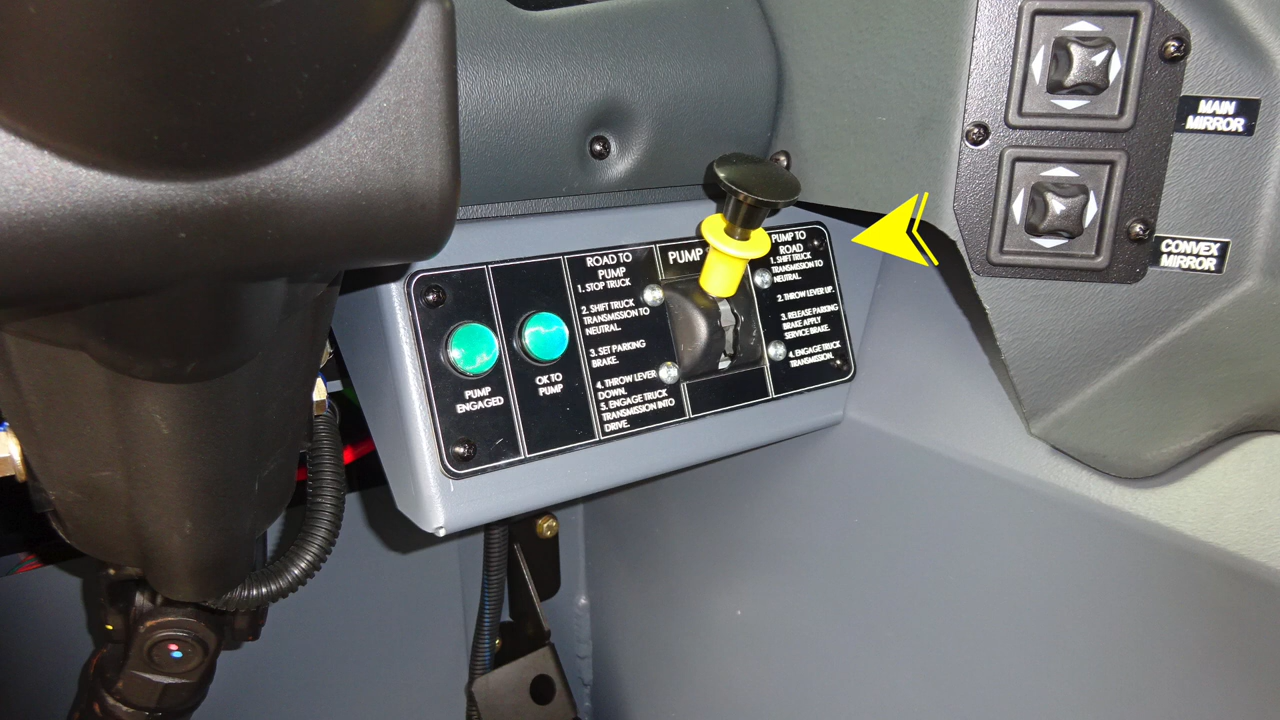 MAIN
MIRROR
CONVEX
MIRROR
PUMP
ENGAGED
OK TO
PUMP
ROAD TO
PUMP
1. STOP TRUCK
2. SHIFT TRUCK
TRANSMISSION TO
NEUTRAL.
3. SET PARKING
BRAKE.
4. THROW LEVER
DOWN.
5. ENGAGE TRUCK
TRANSMISSION INTO
DRIVE.
PUMP
PUMP TO
ROAD
1. SHIFT TRUCK
TRANSMISSION TO
NEUTRAL.
2. THROW LEVER UP.
3. RELEASE PARKING
BRAKE APPLY
SERVICE BRAKE.
4. ENGAGE TRUCK
TRANSMISSION.